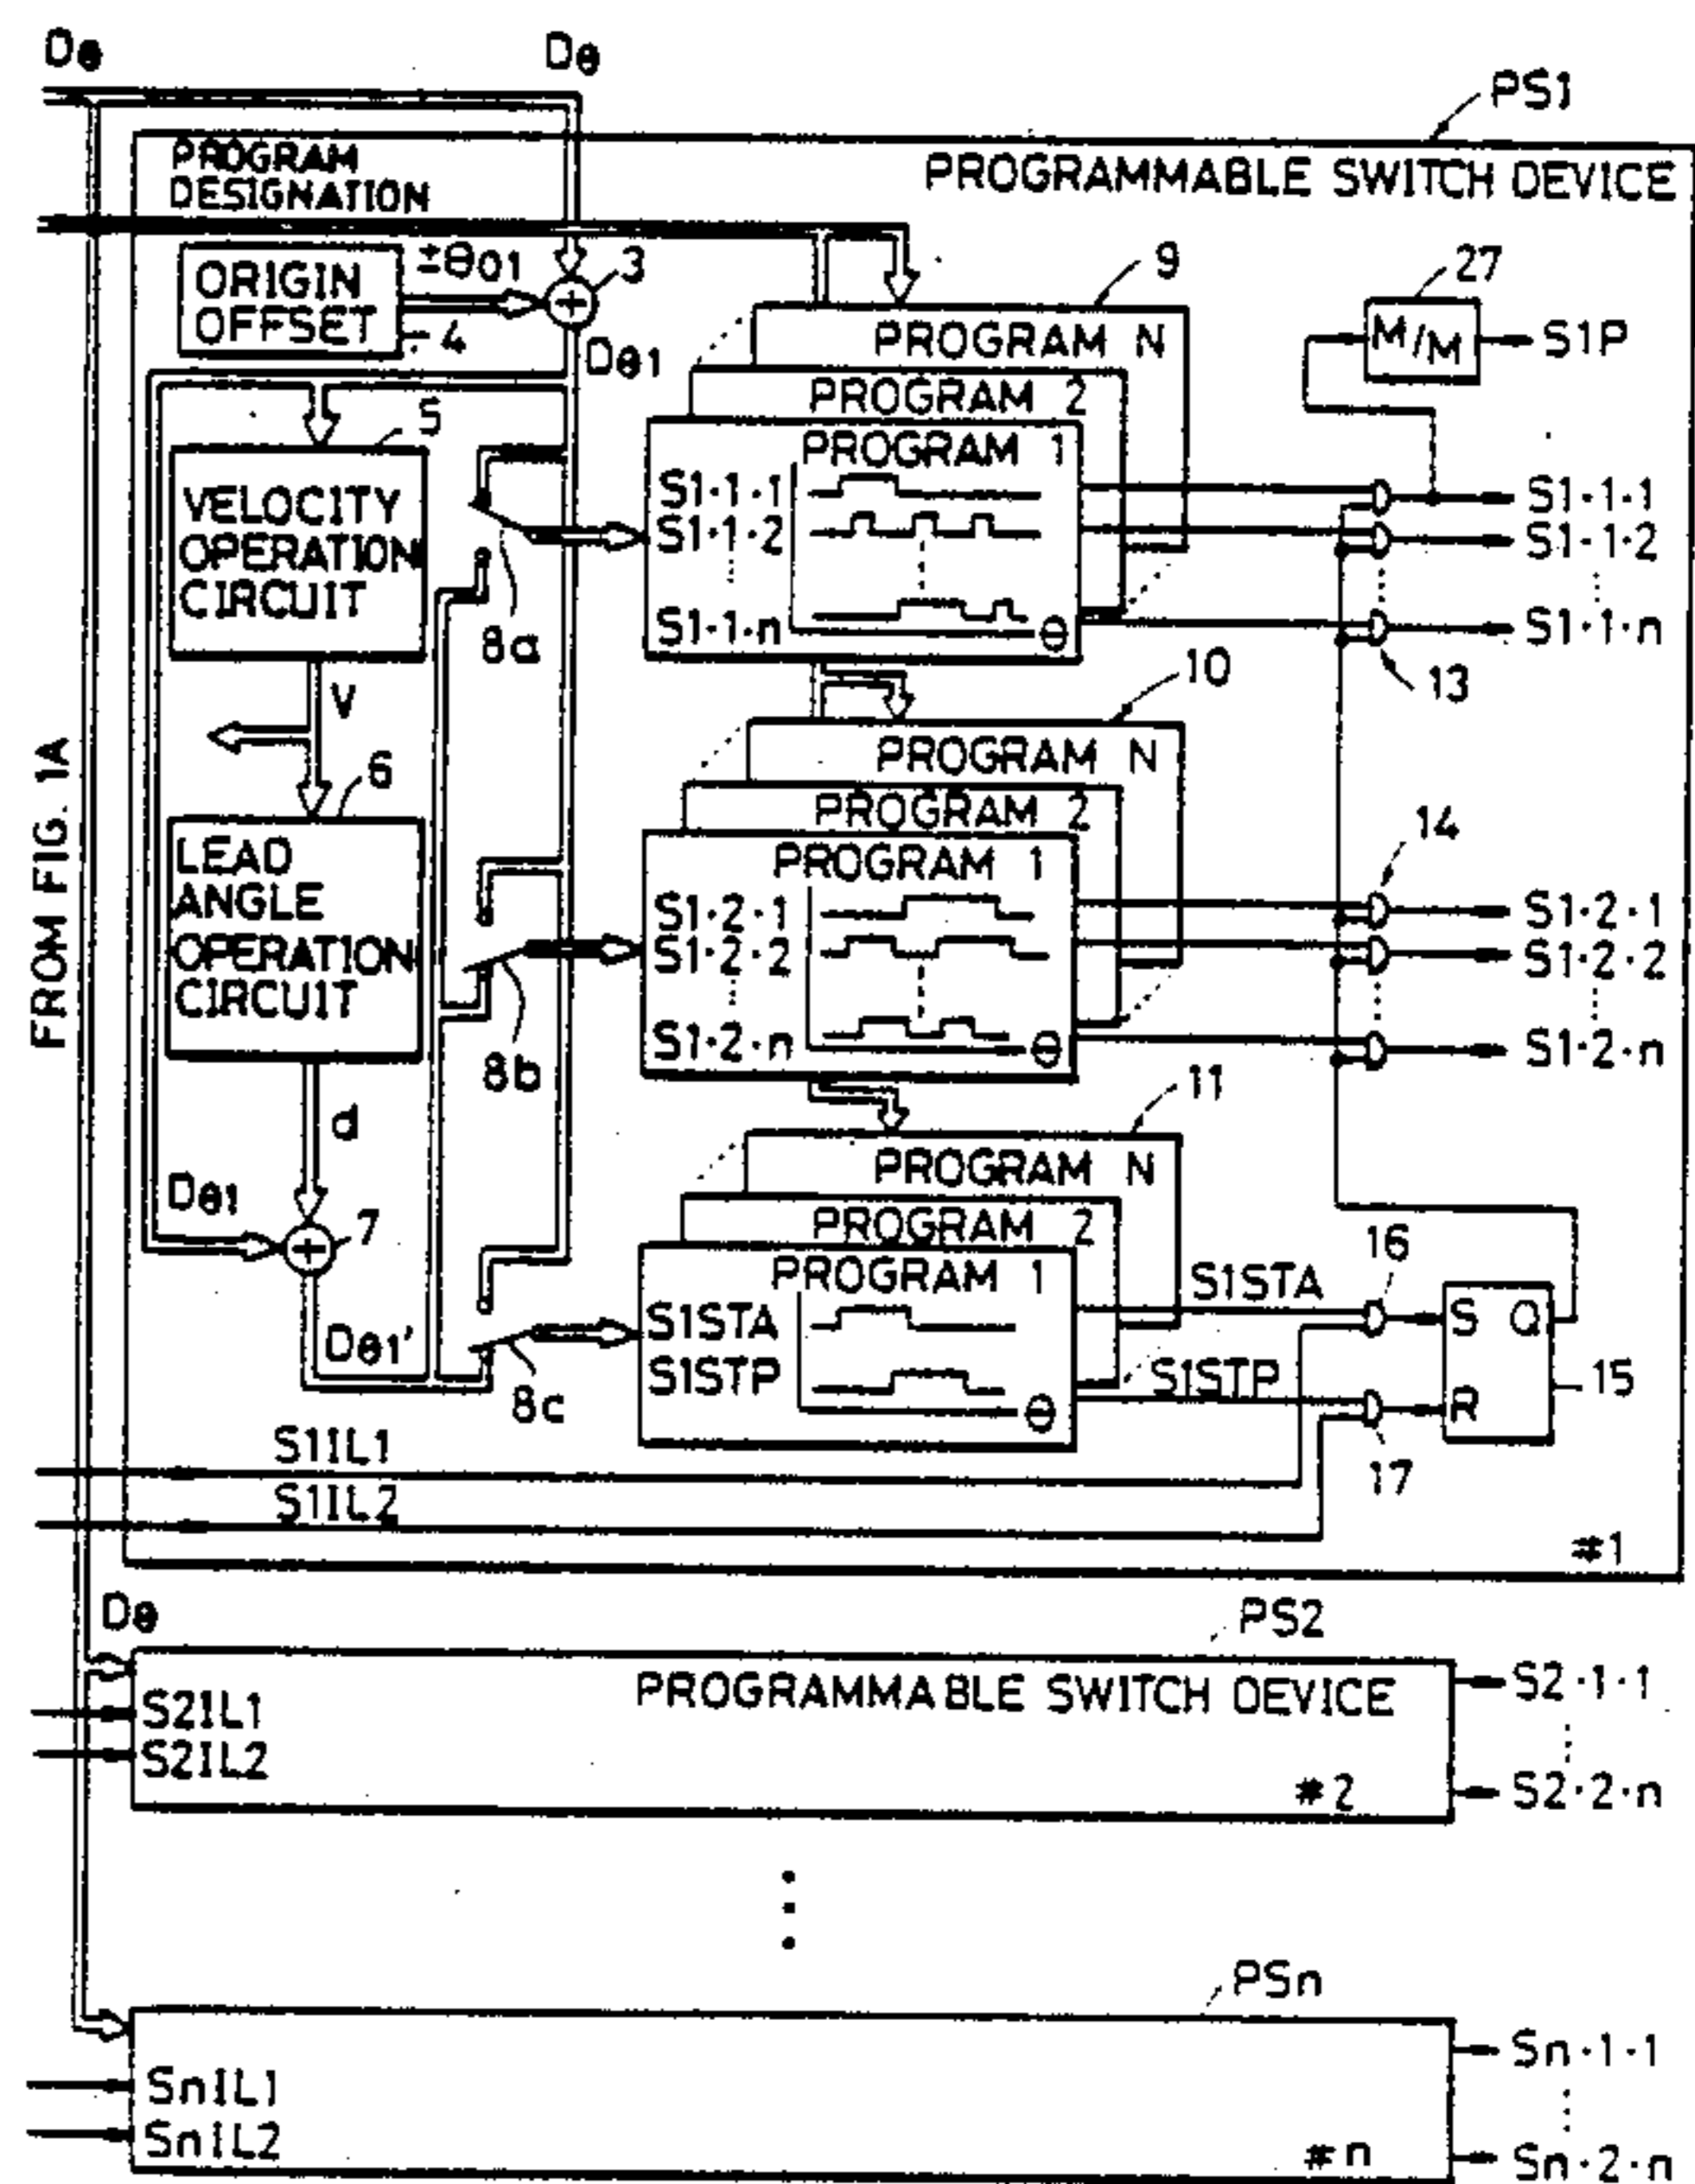 Dθ
Dθ
PS1
PROGRAM
DESIGNATION
PROGRAMMABLE SWITCH DEVICE
ORIGIN
OFFSET
±θ01
3
4
9
27
PROGRAM N
M/M
S1P
Dθ1
PROGRAM 2
5
PROGRAM 1
VELOCITY
OPERATION
CIRCUIT
S1·1·1
S1·1·2
S1·1·n
θ
S1·1·1
S1·1·2
S1·1·n
8a
13
10
V
PROGRAM N
6
PROGRAM 2
14
LEAD
ANGLE
OPERATION
CIRCUIT
PROGRAM 1
S1·2·1
S1·2·2
S1·2·n
θ
S1·2·1
S1·2·2
S1·2·n
FROM FIG. 1A
8b
11
d
PROGRAM N
Dθ1
7
PROGRAM 2
16
PROGRAM 1
S1STA
S1STA
S1STP
θ
S1STP
S Q
R
15
Dθ1'
8c
17
S1IL1
S1IL2
#1
Dθ
PS2
PROGRAMMABLE SWITCH DEVICE
S2·1·1
S2IL1
S2IL2
#2
S2·2·n
PSn
Sn·1·1
SnIL1
SnIL2
#n
Sn·2·n